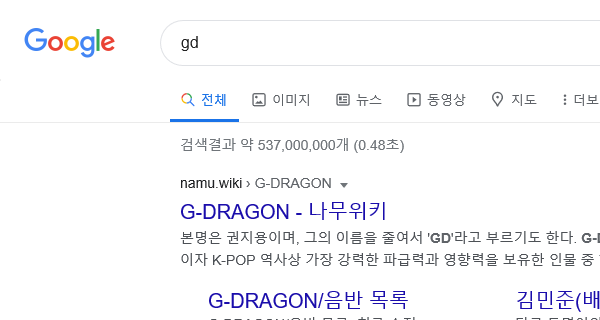 Google
gd
전체 이미지 뉴스 동영상 지도 더보
검색결과 약 537,000,000개 (0.48초)
namu.wiki › G-DRAGON
G-DRAGON - 나무위키
본명은 권지용이며, 그의 이름을 줄여서 'GD'라고 부르기도 한다. G-D
이자 K-POP 역사상 가장 강력한 파급력과 영향력을 보유한 인물 중
G-DRAGON/음반 목록 김민준(배